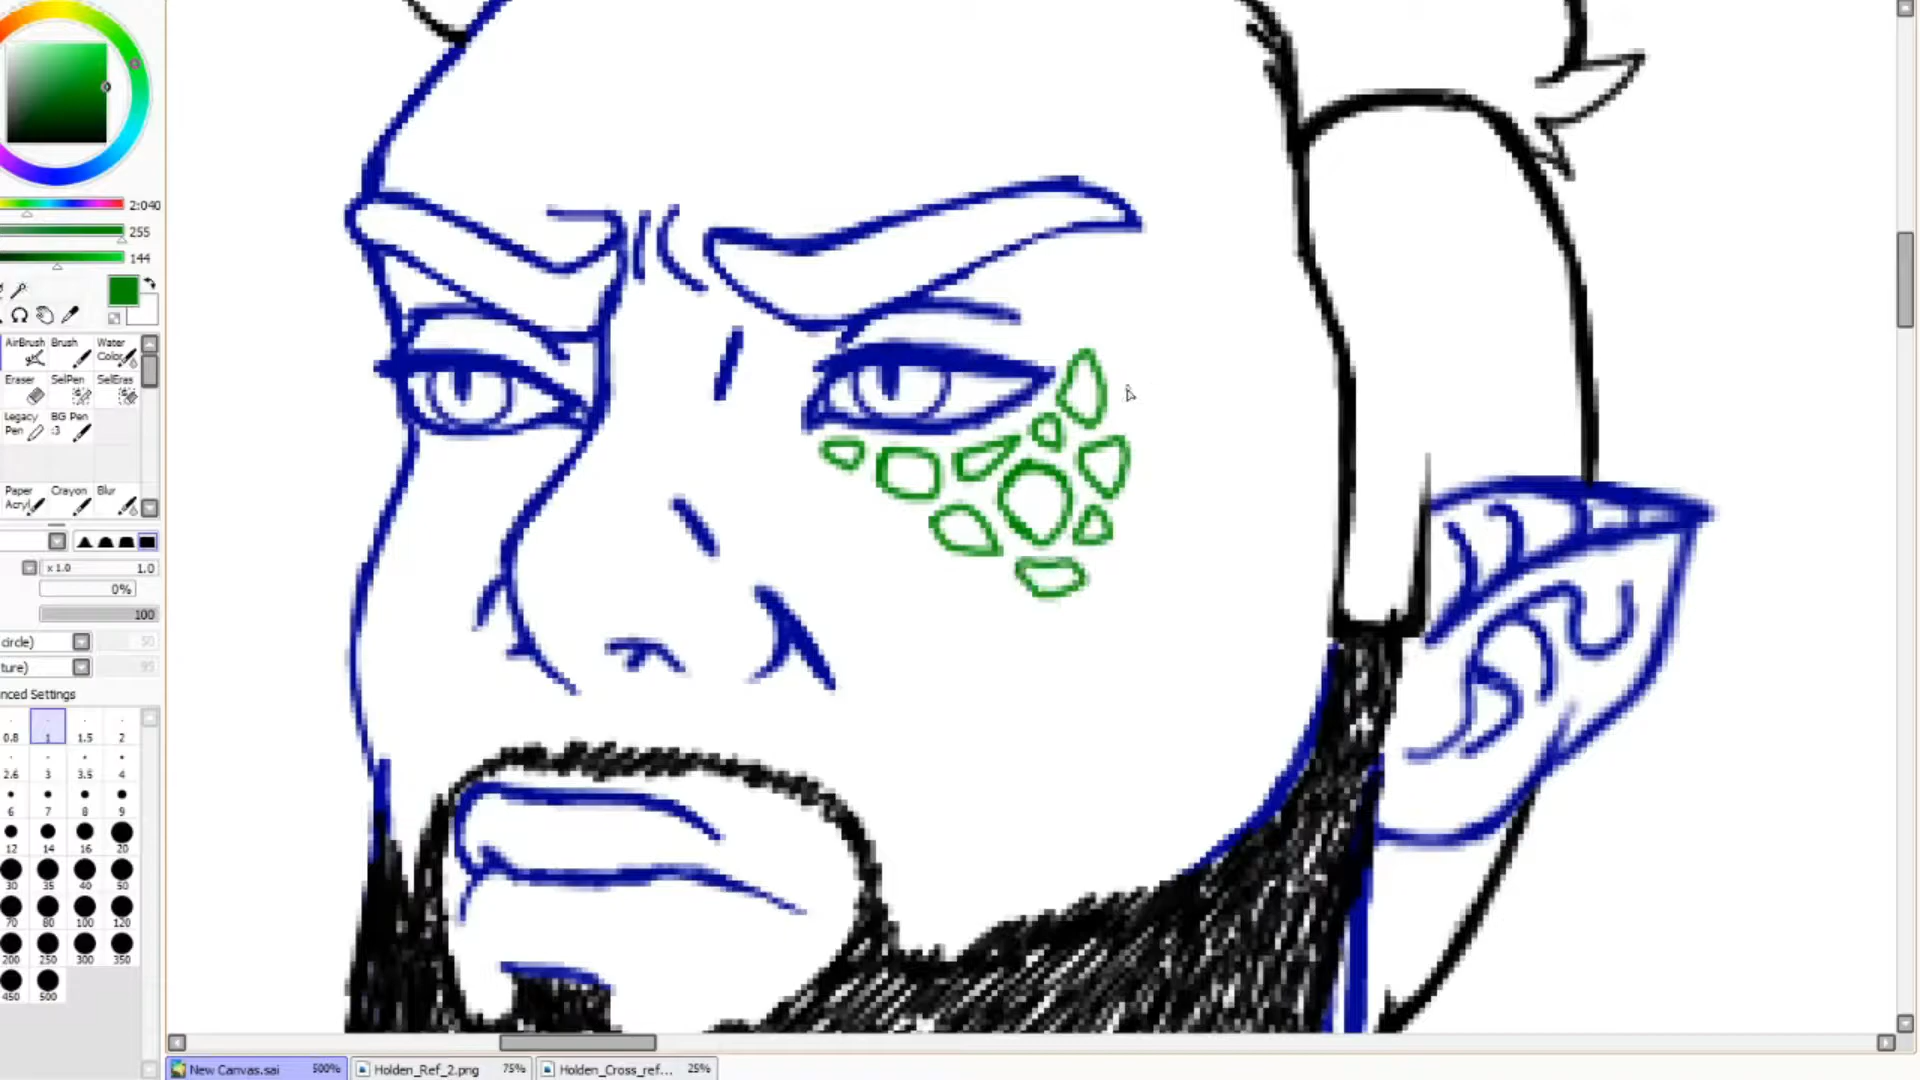 2:040
255
144
AirBrush Brush Water
Color
Eraser SelPen SelEras
Legacy BG Pen
Pen :3
Paper Crayon Blur
Acryl
x 1.0 1.0
0%
100
circle) 50
ture) 95
nced Settings
0.8 1 1.5 2
2.6 3 3.5 4
6 7 8 9
12 14 16 20
30 35 40 50
70 80 100 120
200 250 300 350
450 500
New Canvas.sai 500% Holden_Ref_2.png 75% Holden_Cross_ref... 25%